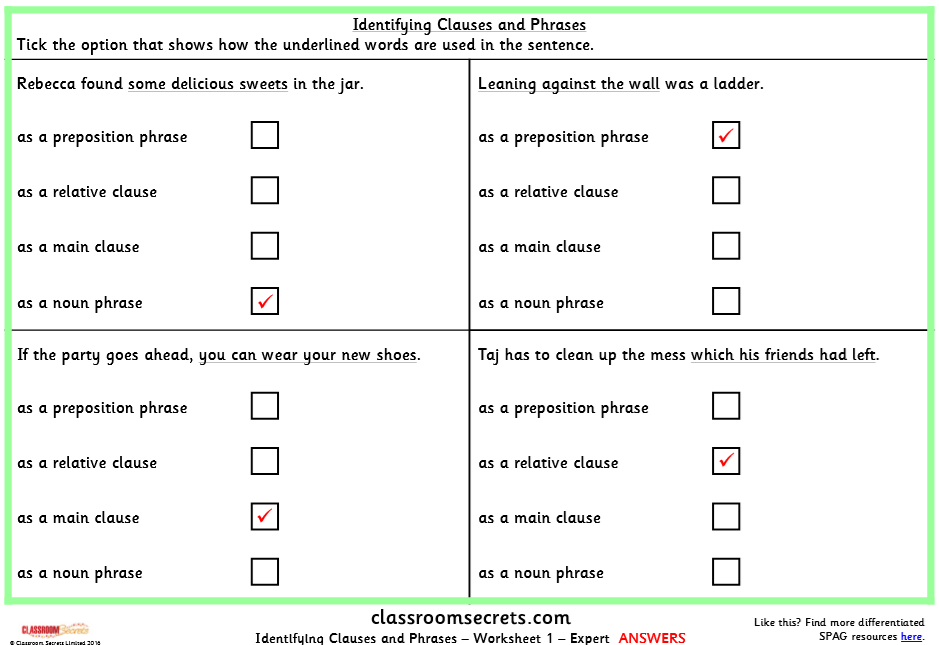 Identifying Clauses and Phrases
Tick the option that shows how the underlined words are used in the sentence.
Rebecca found some delicious sweets in the jar.
as a preposition phrase
as a relative clause
as a main clause
as a noun phrase
Leaning against the wall was a ladder.
as a preposition phrase
as a relative clause
as a main clause
as a noun phrase
If the party goes ahead, you can wear your new shoes.
as a preposition phrase
as a relative clause
as a main clause
as a noun phrase
Taj has to clean up the mess which his friends had left.
as a preposition phrase
as a relative clause
as a main clause
as a noun phrase
CLASSROOM Secrets
© Classroom Secrets Limited 2016
classroomsecrets.com
Identifying Clauses and Phrases – Worksheet 1 – Expert ANSWERS
Like this? Find more differentiated
SPAG resources here.